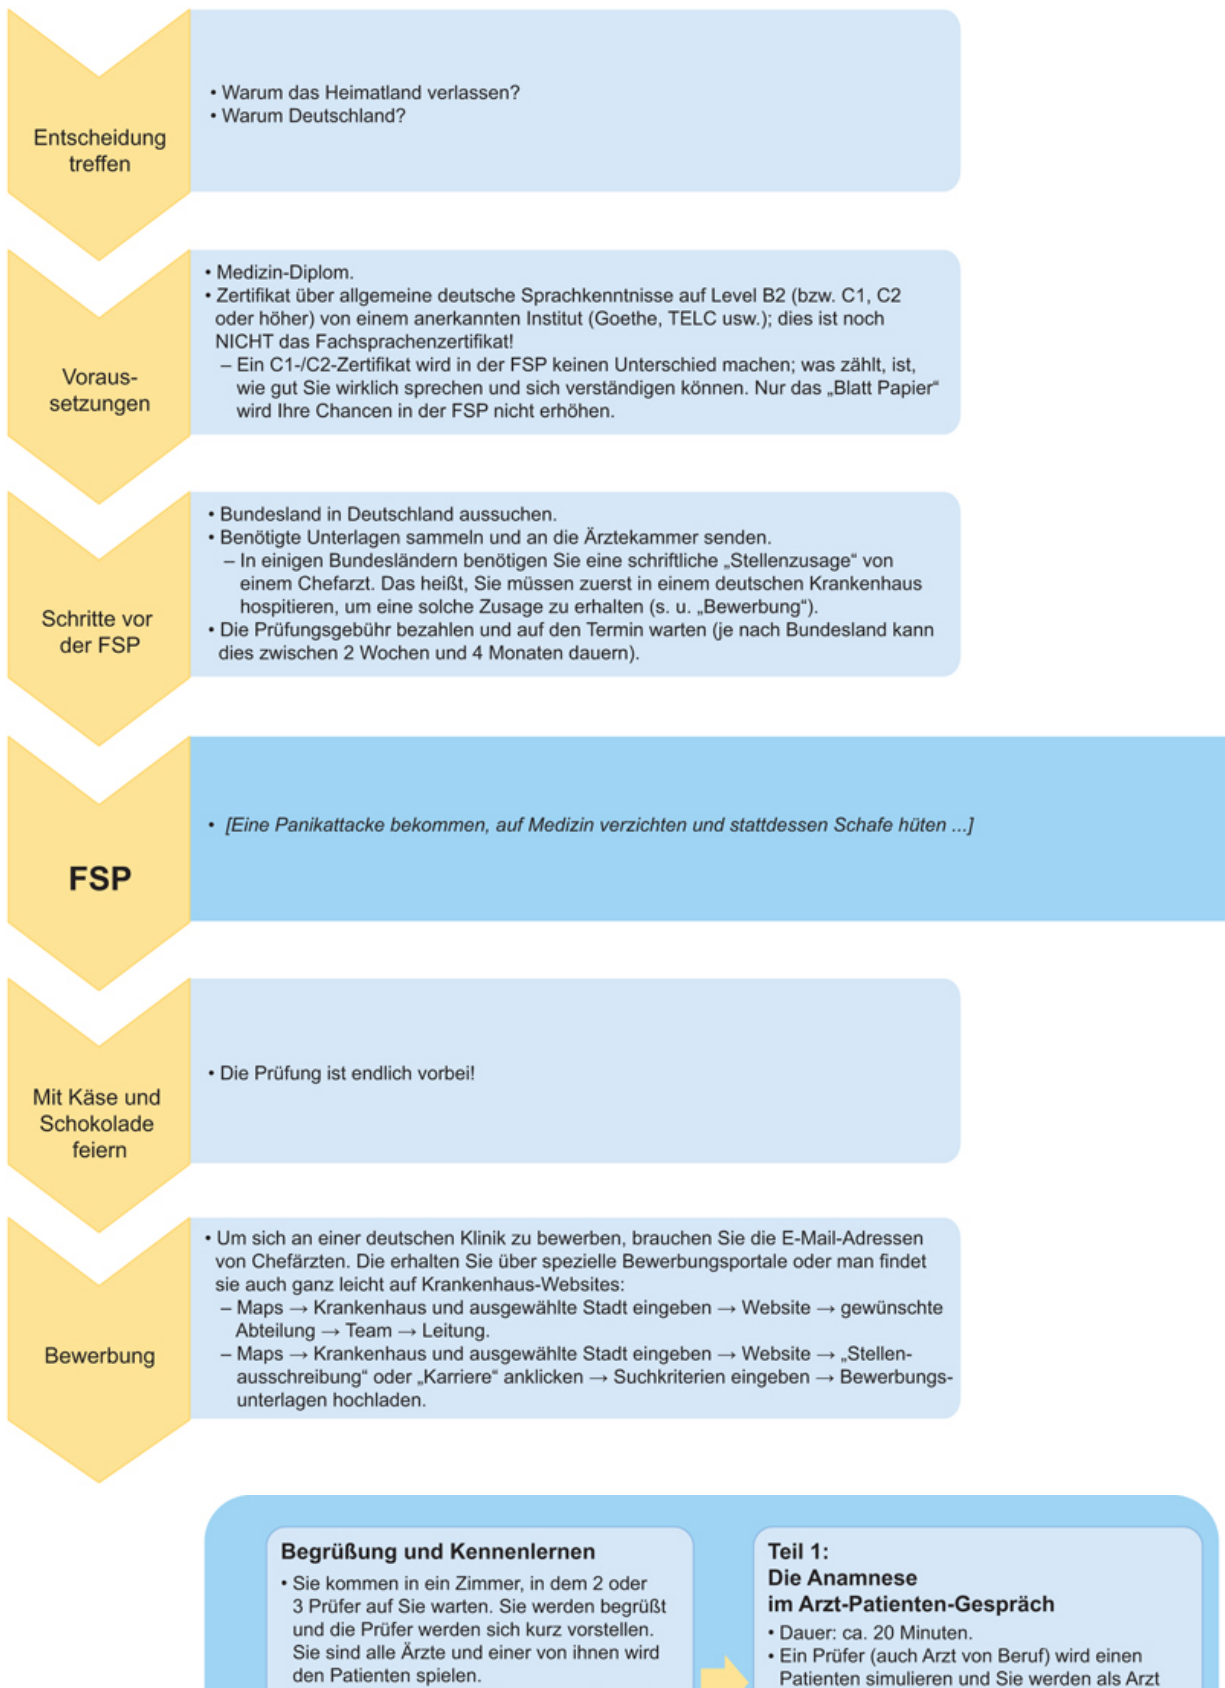 Entscheidung
treffen
• Warum das Heimatland verlassen?
• Warum Deutschland?
Voraus-
setzungen
• Medizin-Diplom.
• Zertifikat über allgemeine deutsche Sprachkenntnisse auf Level B2 (bzw. C1, C2
oder höher) von einem anerkannten Institut (Goethe, TELC usw.); dies ist noch
NICHT das Fachsprachenzertifikat!
– Ein C1-/C2-Zertifikat wird in der FSP keinen Unterschied machen; was zählt, ist,
wie gut Sie wirklich sprechen und sich verständigen können. Nur das „Blatt Papier“
wird Ihre Chancen in der FSP nicht erhöhen.
Schritte vor
der FSP
• Bundesland in Deutschland aussuchen.
• Benötigte Unterlagen sammeln und an die Ärztekammer senden.
– In einigen Bundesländern benötigen Sie eine schriftliche „Stellenzusage“ von
einem Chefarzt. Das heißt, Sie müssen zuerst in einem deutschen Krankenhaus
hospitieren, um eine solche Zusage zu erhalten (s. u. „Bewerbung“).
• Die Prüfungsgebühr bezahlen und auf den Termin warten (je nach Bundesland kann
dies zwischen 2 Wochen und 4 Monaten dauern).
FSP
• [Eine Panikattacke bekommen, auf Medizin verzichten und stattdessen Schafe hüten ...]
Mit Käse und
Schokolade
feiern
• Die Prüfung ist endlich vorbei!
Bewerbung
• Um sich an einer deutschen Klinik zu bewerben, brauchen Sie die E-Mail-Adressen
von Chefärzten. Die erhalten Sie über spezielle Bewerbungsportale oder man findet
sie auch ganz leicht auf Krankenhaus-Websites:
– Maps → Krankenhaus und ausgewählte Stadt eingeben → Website → gewünschte
Abteilung → Team → Leitung.
– Maps → Krankenhaus und ausgewählte Stadt eingeben → Website → „Stellen-
ausschreibung“ oder „Karriere“ anklicken → Suchkriterien eingeben → Bewerbungs-
unterlagen hochladen.
Begrüßung und Kennenlernen
• Sie kommen in ein Zimmer, in dem 2 oder
3 Prüfer auf Sie warten. Sie werden begrüßt
und die Prüfer werden sich kurz vorstellen.
Sie sind alle Ärzte und einer von ihnen wird
den Patienten spielen.
Teil 1:
Die Anamnese
im Arzt-Patienten-Gespräch
• Dauer: ca. 20 Minuten.
• Ein Prüfer (auch Arzt von Beruf) wird einen
Patienten simulieren und Sie werden als Arzt